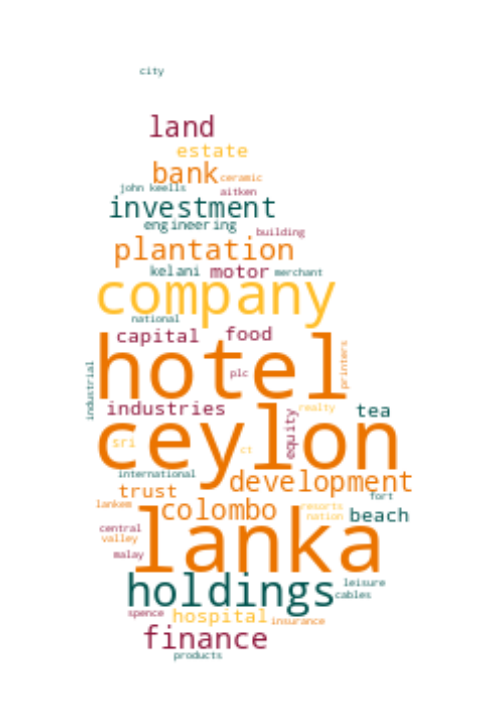 city
land
estate
bank ceramic
john keells aitken
investment
engineering
building
plantation
kelani motor merchant
company
national
capital food
hotel
printers
plc
industrial
industries
realty
tea
equity
ceylon
sri
ct
international
development
trust
fort
lankem
colombo
resorts
nation
beach
central
valley
lanka
malay
holdings
leisure
cables
spence
hospital
insurance
finance
products